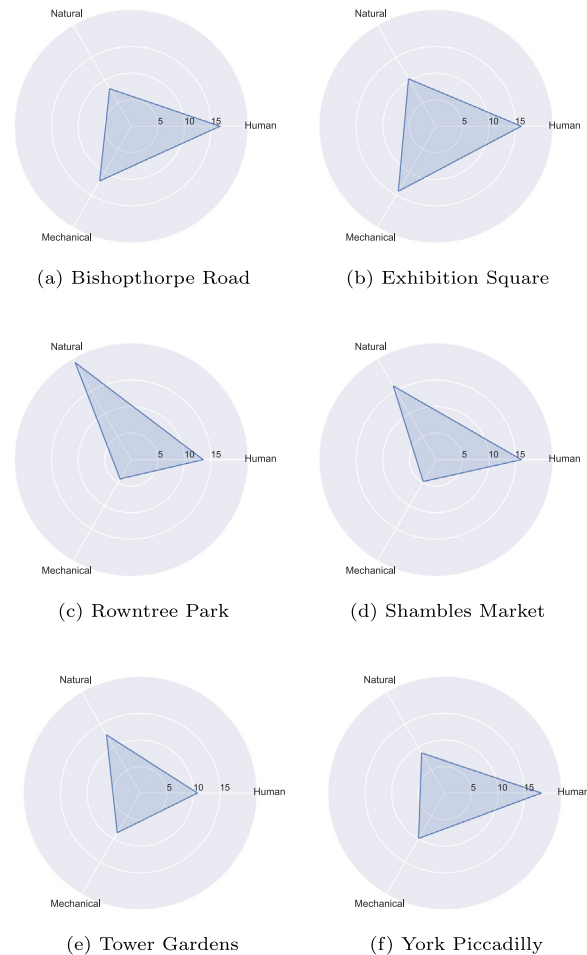 Natural
5 10 15 Human
Mechanical
(a) Bishopthorpe Road
Natural
5 10 15 Human
Mechanical
(b) Exhibition Square
Natural
5 10 15 Human
Mechanical
(c) Rowntree Park
Natural
5 10 15 Human
Mechanical
(d) Shambles Market
Natural
5 10 15 Human
Mechanical
(e) Tower Gardens
Natural
5 10 15 Human
Mechanical
(f) York Piccadilly